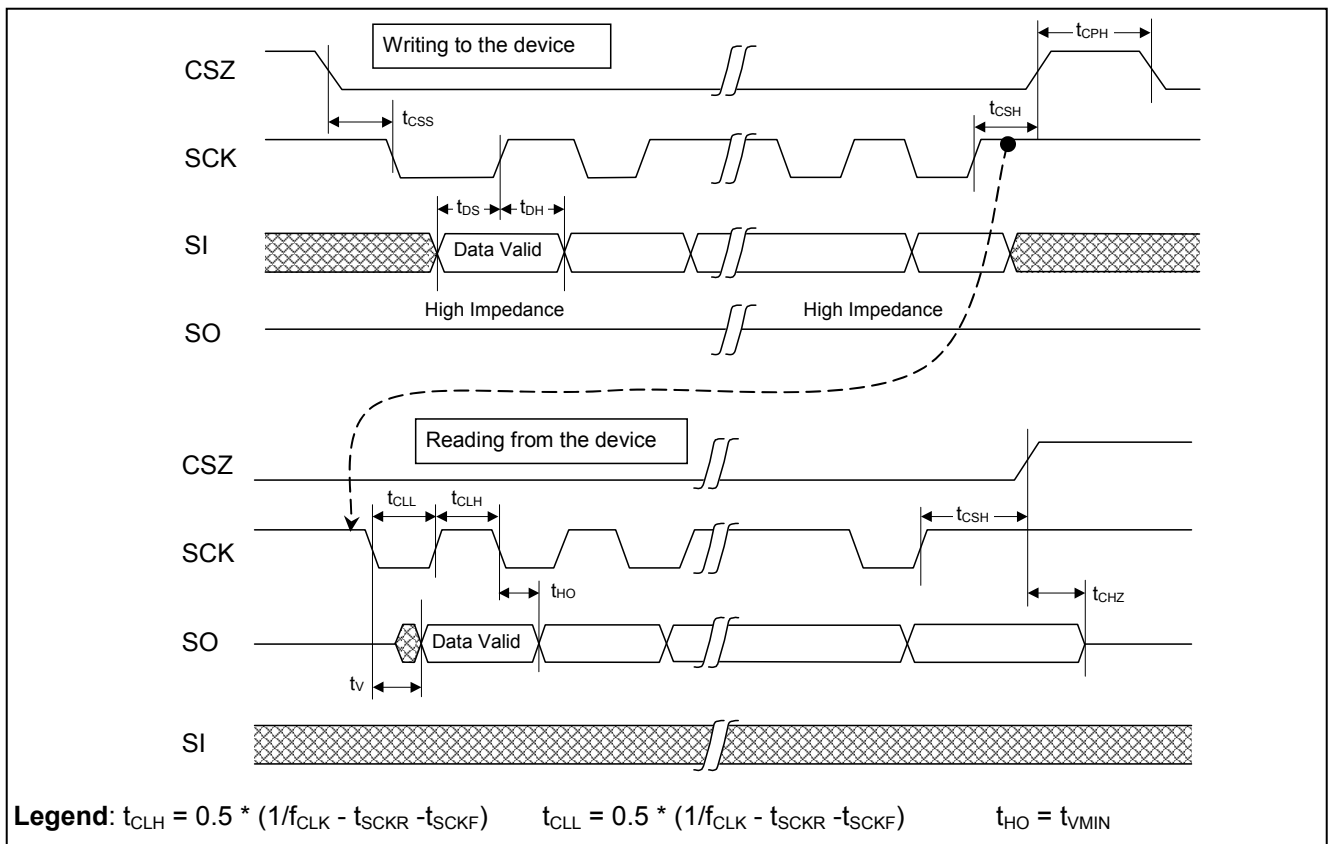 Writing to the device
tCPH
CSZ
tCSS
tCSH
SCK
tDS tDH
SI
Data Valid
High Impedance High Impedance
SO
Reading from the device
CSZ
tCLL tCLH
tCSH
SCK
tHO
tCHZ
SO
Data Valid
tV
SI
Legend: tCLH = 0.5 * (1/fCLK - tSCKR -tSCKF) tCLL = 0.5 * (1/fCLK - tSCKR -tSCKF) tHO = tVMIN